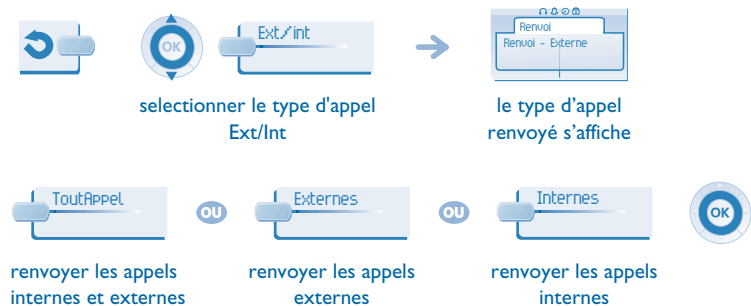 OK
Ext/int
Renvoi
Renvoi - Externe
selectionner le type d'appel
Ext/Int
le type d'appel
renvoyé s'affiche
ToutAppel
OU
Externes
OU
Internes
OK
renvoyer les appels
internes et externes
renvoyer les appels
externes
renvoyer les appels
internes